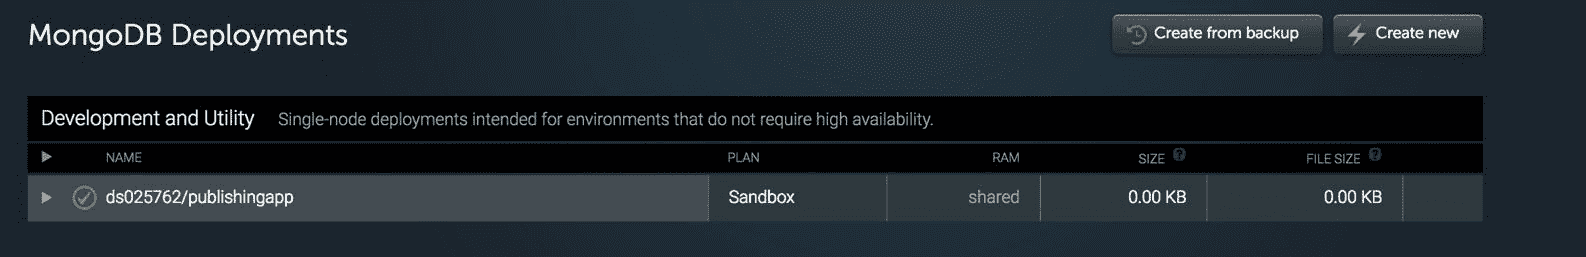 MongoDB Deployments
Create from backup
Create new
Development and Utility Single-node deployments intended for environments that do not require high availability.
NAME PLAN RAM SIZE ? FILE SIZE ?
ds025762/publishingapp Sandbox shared 0.00 KB 0.00 KB